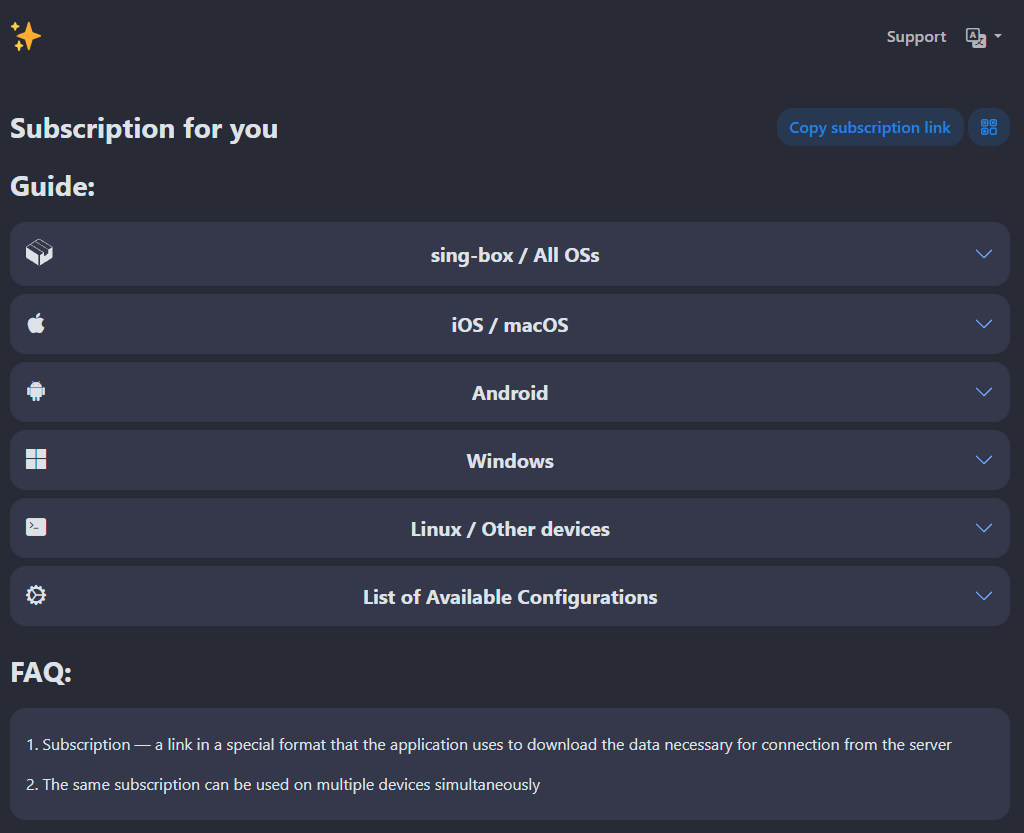 Support
Subscription for you
Copy subscription link
Guide:
sing-box / All OSs
iOS / macOS
Android
Windows
Linux / Other devices
List of Available Configurations
FAQ:
1. Subscription — a link in a special format that the application uses to download the data necessary for connection from the server
2. The same subscription can be used on multiple devices simultaneously